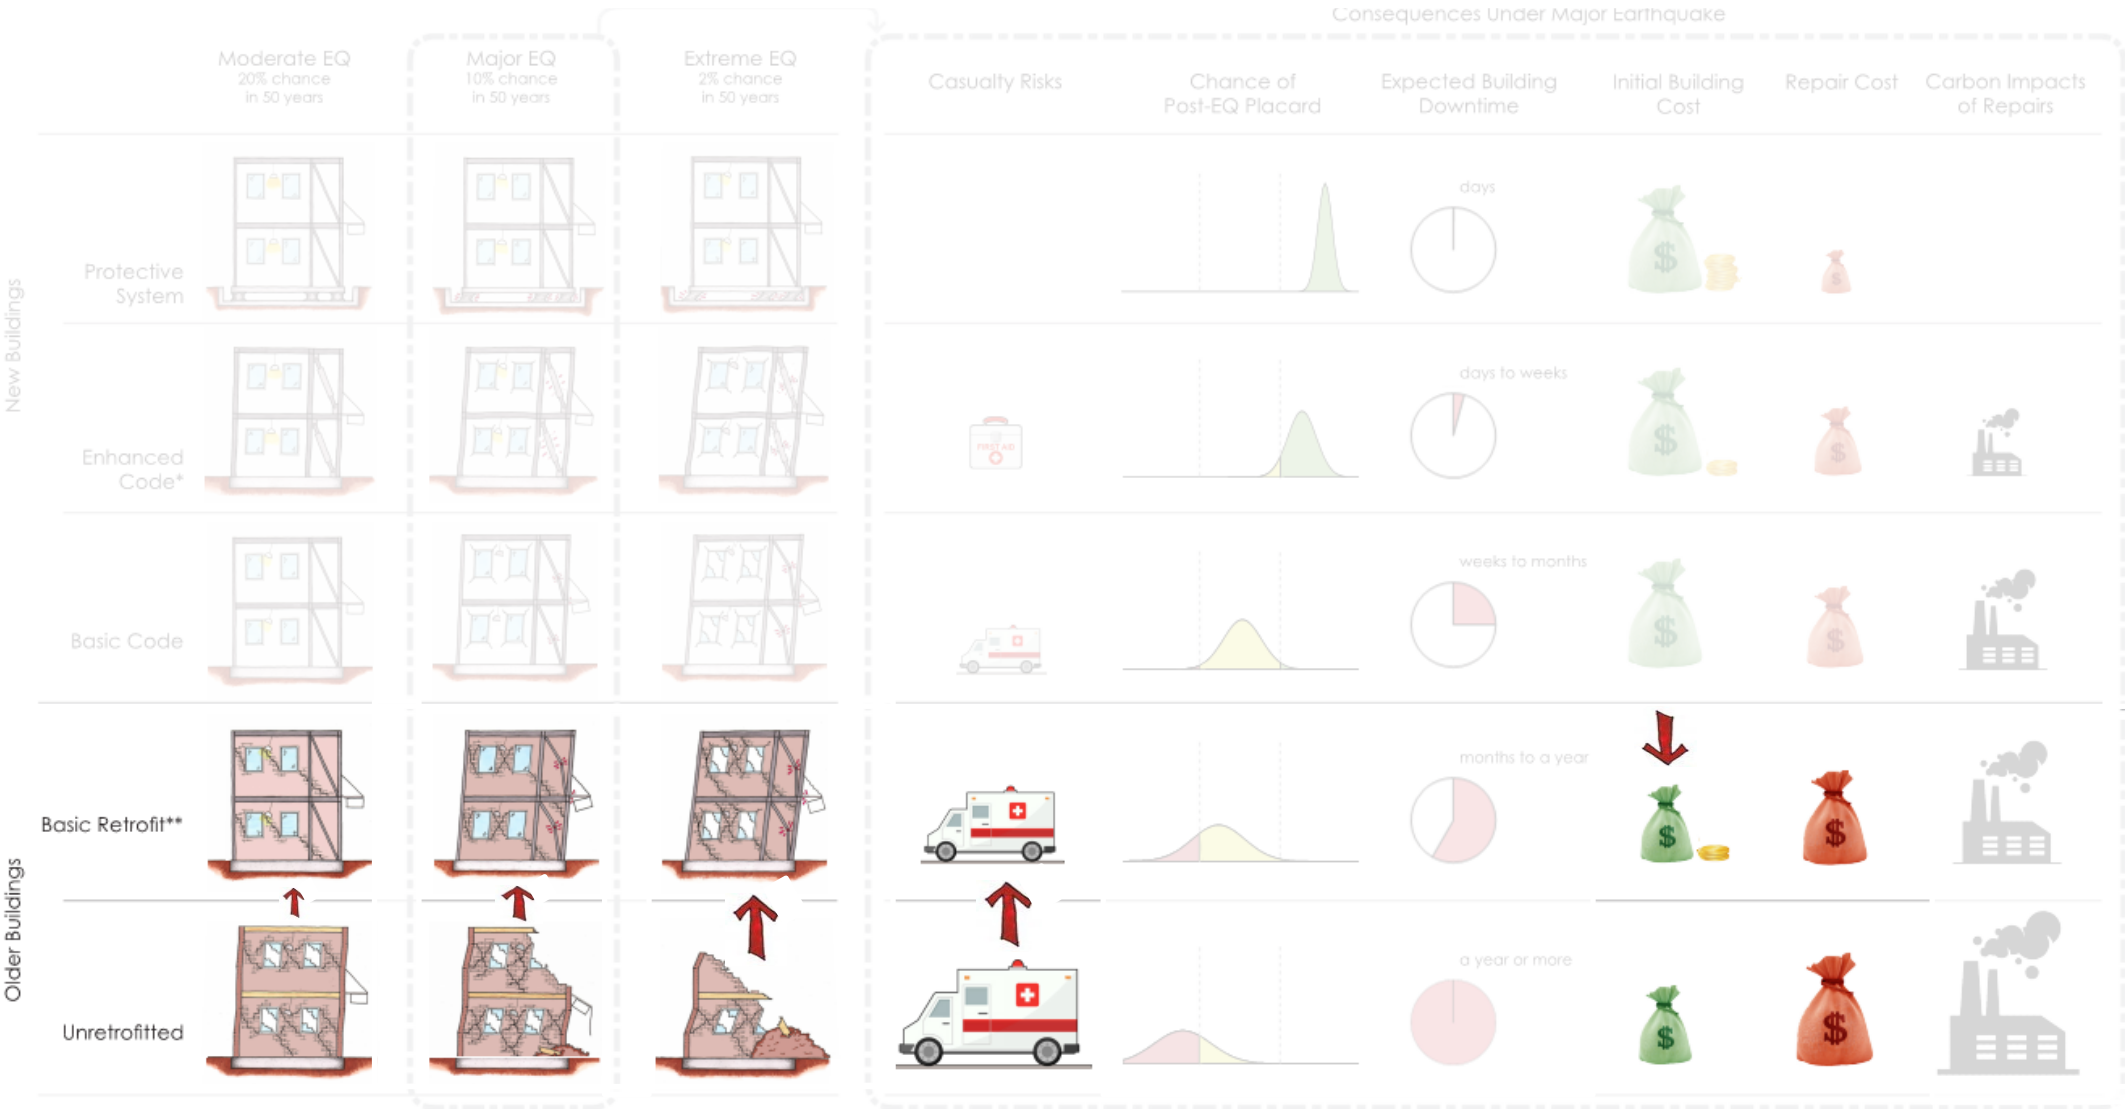 Consequences Under Major Earthquake
Moderate EQ
20% chance
in 50 years
Major EQ
10% chance
in 50 years
Extreme EQ
2% chance
in 50 years
Casualty Risks
Chance of
Post-EQ Placard
Expected Building
Downtime
Initial Building
Cost
Repair Cost
Carbon Impacts
of Repairs
New Buildings
Protective
System
days
$
$
Enhanced
Code*
FIRST AID
days to weeks
$
$
Basic Code
weeks to months
$
$
Older Buildings
Basic Retrofit**
months to a year
$
$
Unretrofitted
a year or more
$
$